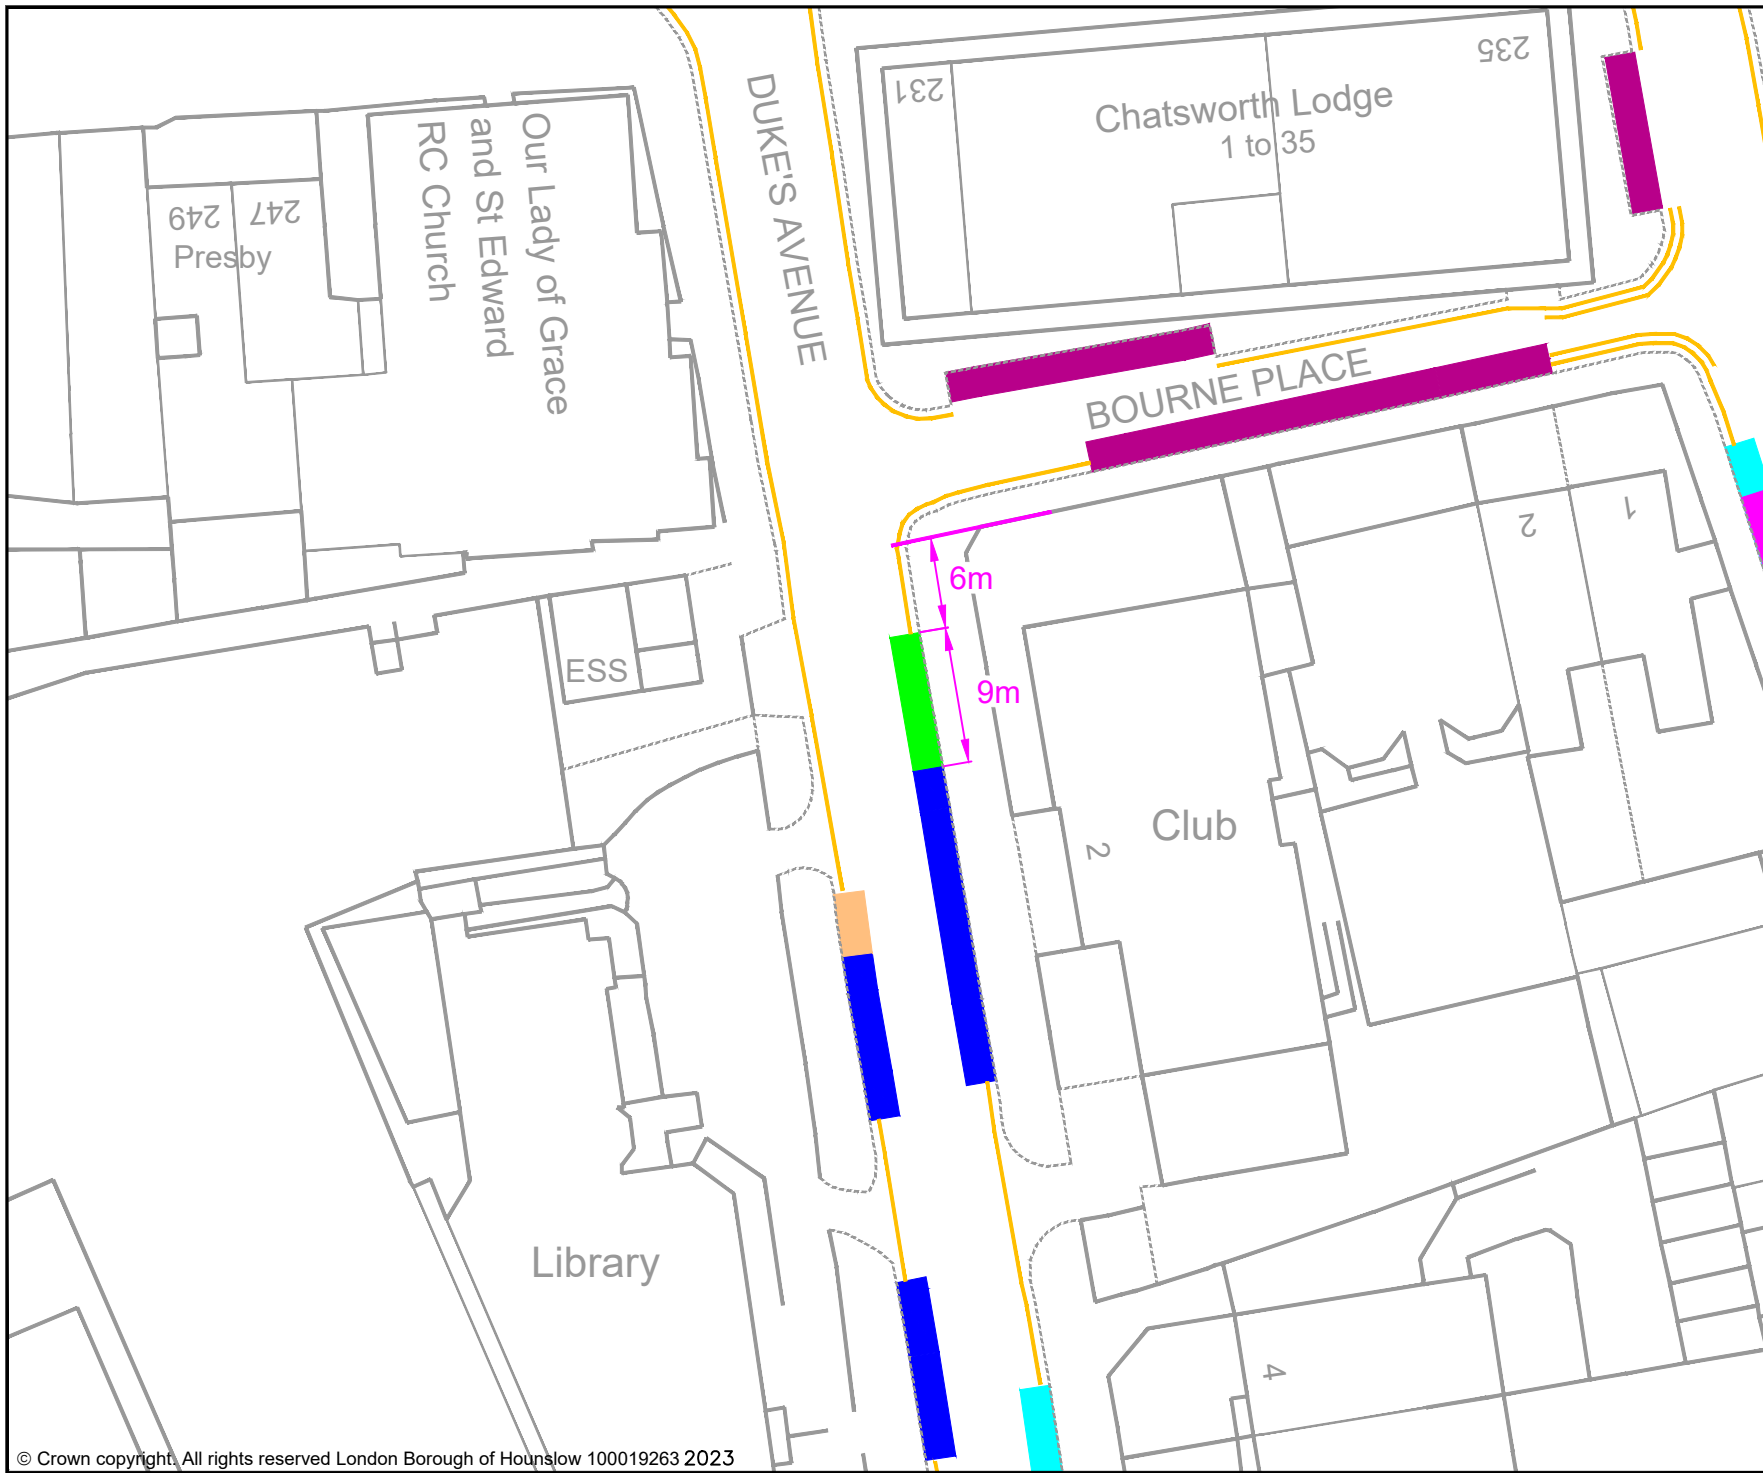 DUKE'S AVENUE
231
235
Chatsworth Lodge
1 to 35
Our Lady of Grace
and St Edward
RC Church
249
247
Presby
BOURNE PLACE
1
2
6m
ESS
9m
Club
2
Library
4
© Crown copyright. All rights reserved London Borough of Hounslow 100019263 2023